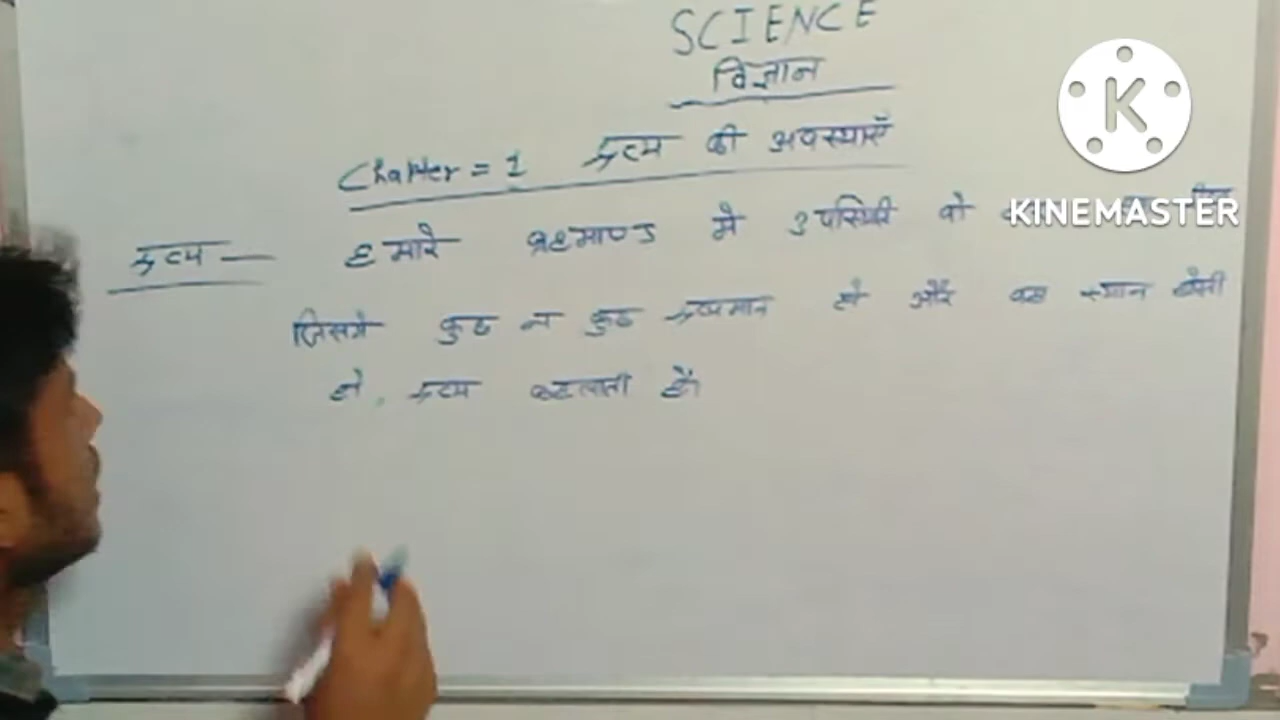 SCIENCE
विज्ञान
Chapter = 1 द्रव्य की अवस्थाएँ
द्रव्य — हमारे ब्रह्माण्ड मे उपस्थिती वो
जिसमे कुछ न कुछ द्रव्यमान हो और वह स्थान घेरती
हो, द्रव्य कहलाती है।
KINEMASTER